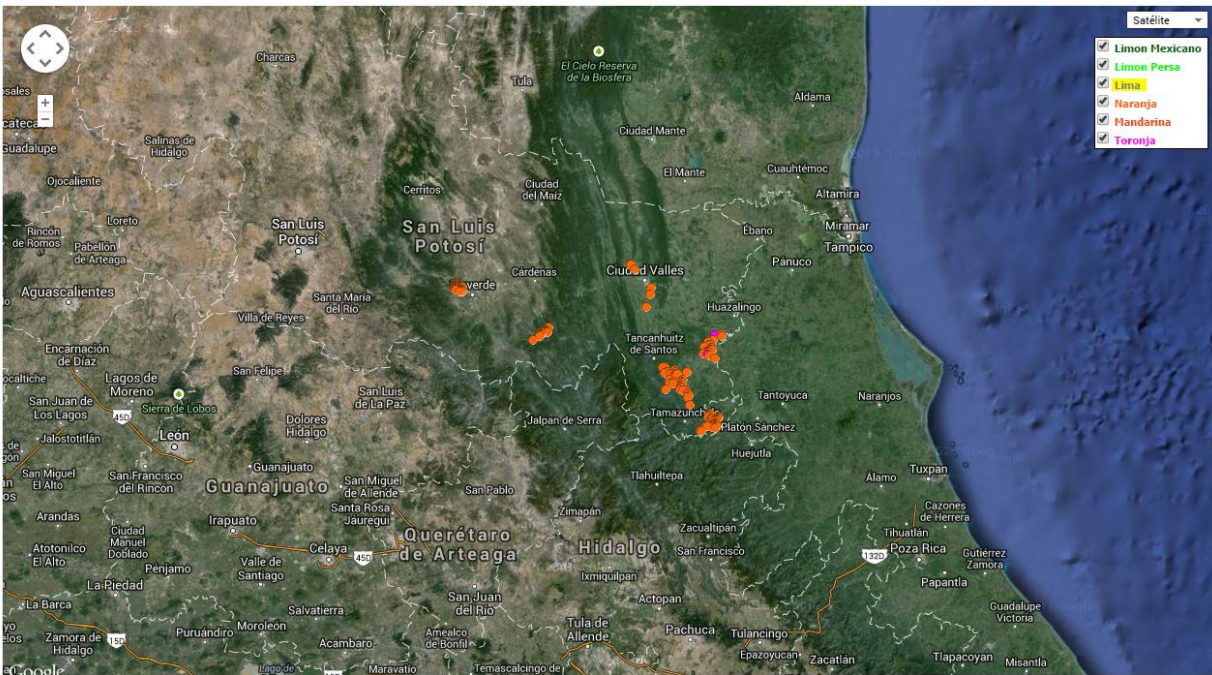 Satélite
Limon Mexicano
Limon Persa
Lima
Naranja
Mandarina
Toronja
Charcas
El Cielo Reserva
de la Biosfera
Tula
Aldama
Guadalupe
Salinas de
Hidalgo
Ciudad Mante
El Mante
Cuauhtémoc
Ojocaliente
Cerritos
Ciudad
del Maíz
Altamira
Loreto
San Luis
Potosí
San Luis
Potosí
Miramar
Tampico
Rincón
de Romos
Pabellón
de Arteaga
Ébano
Pánuco
Cárdenas
Ciudad Valles
Aguascalientes
Santa María
del Río
Villa de Reyes
Huazalingo
Tancanhuitz
de Santos
Encarnación
de Díaz
San Felipe
Lagos de
Moreno
San Luis
de La Paz
Tantoyuca
Naranjos
San Juan de
Los Lagos
45D
Sierra de Lobos
Dolores
Hidalgo
Jalpan de Serra
Platón Sánchez
Jalostotitlán
León
Huejutla
San Miguel
El Alto
San Francisco
del Rincón
Guanajuato
Guanajuato
San Miguel
de Allende
San Pablo
Tlahuiltepa
Álamo
Tuxpan
Arandas
Santa Rosa
Jáuregui
Zimapán
Cazones
de Herrera
Ciudad
Manuel
Doblado
Irapuato
Querétaro
de Arteaga
Zacualtipán
Tihuatlán
Atotonilco
El Alto
Celaya
45D
Hidalgo
San Francisco
132D
Poza Rica
Gutiérrez
Zamora
Pénjamo
Valle de
Santiago
Ixmiquilpan
Papantla
La Piedad
San Juan
del Río
Actopan
La Barca
Salvatierra
Guadalupe
Victoria
Zamora de
Hidalgo
15D
Puruándiro
Moroleón
Acámbaro
Amealco
de Bonfil
Tula de
Allende
Pachuca
Tulancingo
Epazoyucan
Zacatlán
Tlapacoyan
Misantla
Google
Lago de
Maravatío
Temascalcingo de